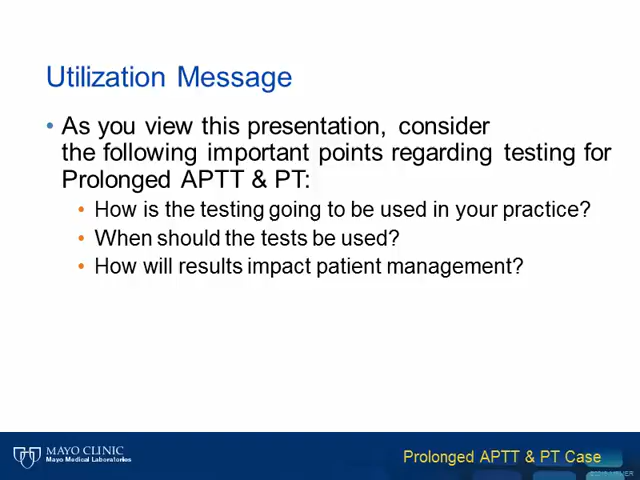 Utilization Message
• As you view this presentation, consider
the following important points regarding testing for
Prolonged APTT & PT:
• How is the testing going to be used in your practice?
• When should the tests be used?
• How will results impact patient management?
MAYO CLINIC
Mayo Medical Laboratories
Prolonged APTT & PT Case